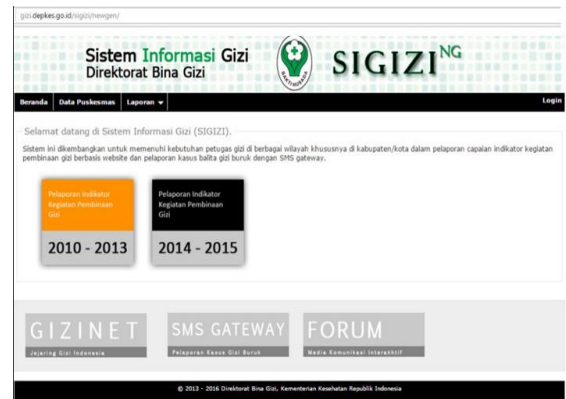 gizi.depkes.go.id/sigizi/newgen/
Sistem Informasi Gizi
Direktorat Bina Gizi
BAKTI HUSADA
SIGIZI NG
Beranda Data Puskesmas Laporan Login
Selamat datang di Sistem Informasi Gizi (SIGIZI).
Sistem ini dikembangkan untuk memenuhi kebutuhan petugas gizi di berbagai wilayah khususnya di kabupaten/kota dalam pelaporan capaian indikator kegiatan
pembinaan gizi berbasis website dan pelaporan kasus balita gizi buruk dengan SMS gateway.
Pelaporan Indikator
Kegiatan Pembinaan
Gizi
2010 - 2013
Pelaporan Indikator
Kegiatan Pembinaan
Gizi
2014 - 2015
GIZINET
Jejaring Gizi Indonesia
SMS GATEWAY
Pelaporan Kasus Gizi Buruk
FORUM
Media Komunikasi Interakhtif
© 2013 - 2016 Direktorat Bina Gizi, Kementerian Kesehatan Republik Indonesia